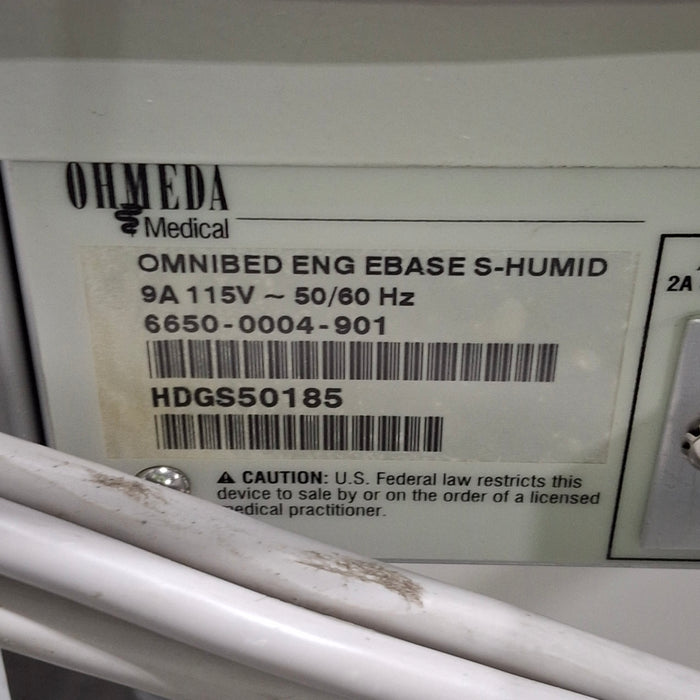 OHMEDA
Medical
OMNIBED ENG EBASE S-HUMID
9A 115V ~ 50/60 Hz
6650-0004-901
HDGS50185
⚠ CAUTION: U.S. Federal law restricts this
device to sale by or on the order of a licensed
medical practitioner.
2A